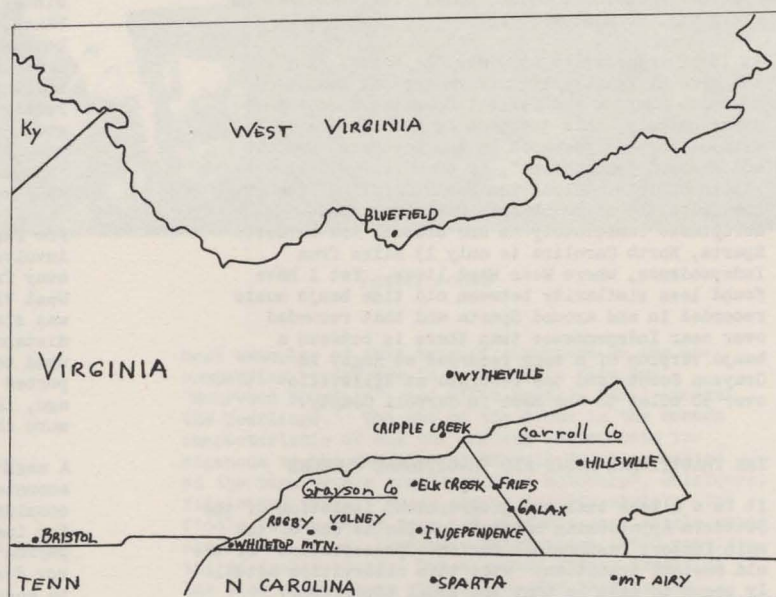 Ky
WEST VIRGINIA
BLUEFIELD
VIRGINIA
WYTHEVILLE
CRIPPLE CREEK
Carroll Co
HILLSVILLE
Grayson Co
ELK CREEK
FRIES
GALAX
ROGBY
VOLNEY
INDEPENDENCE
BRISTOL
WHITETOP MTN.
TENN
N CAROLINA
SPARTA
MT AIRY